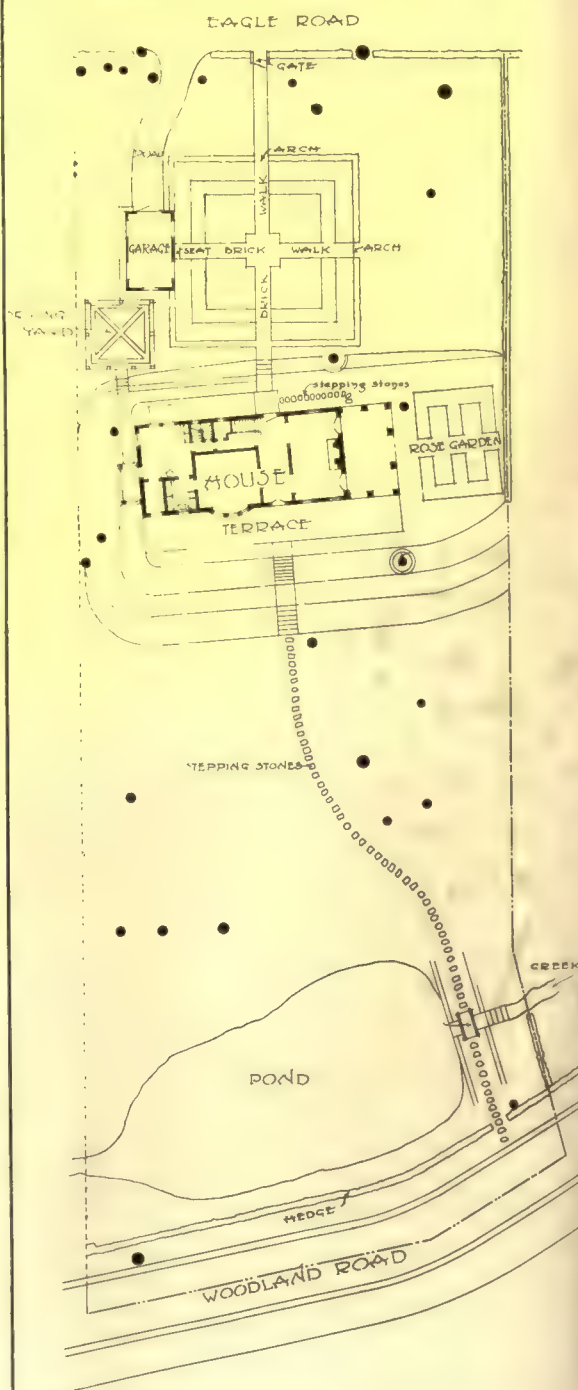 EAGLE ROAD
GATE
ROAD
ARCH
WALK
GARAGE
SEAT BRICK WALK ARCH
BRICK
YARD
stepping stones
ROSE GARDEN
HOUSE
TERRACE
STEPPING STONES
CREEK
POND
HEDGE
WOODLAND ROAD